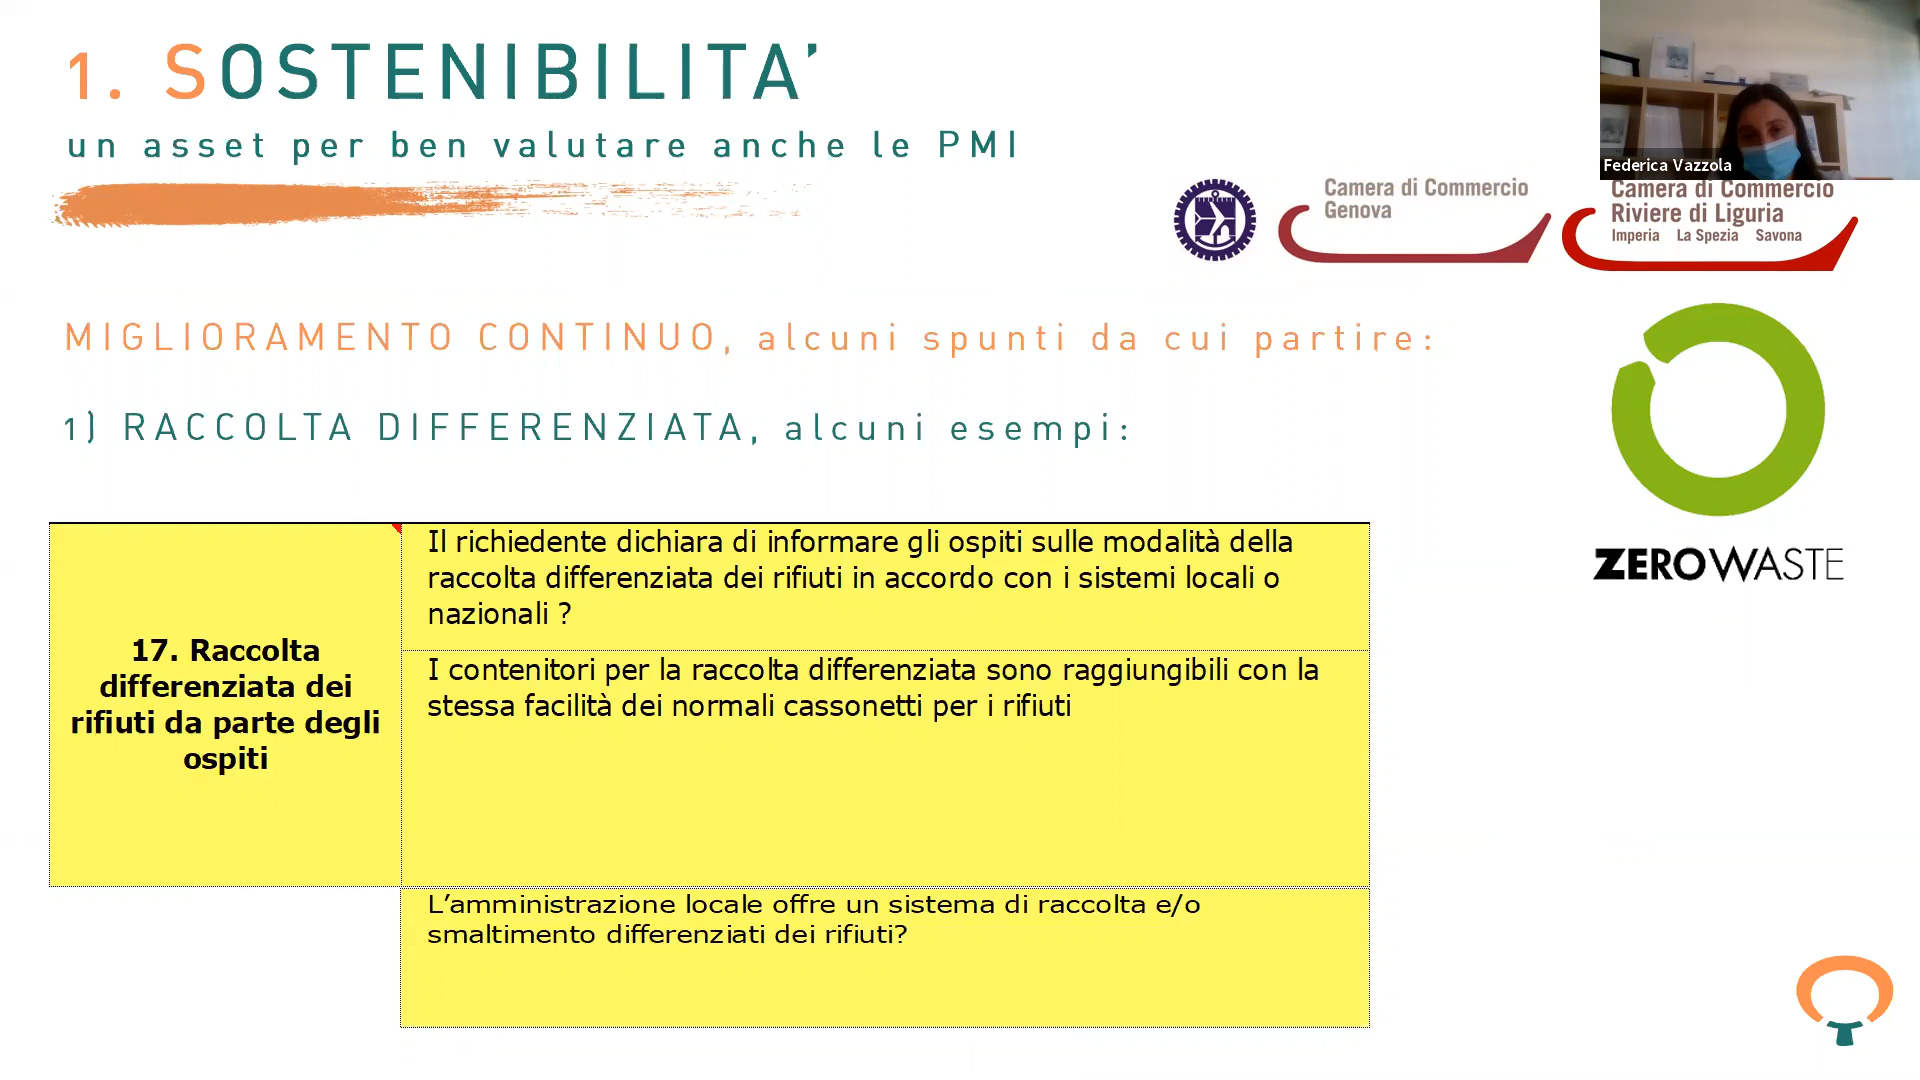 1. SOSTENIBILITA’
un asset per ben valutare anche le PMI
Federica Vazzola
Camera di Commercio
Genova
Camera di Commercio
Riviere di Liguria
Imperia La Spezia Savona
MIGLIORAMENTO CONTINUO, alcuni spunti da cui partire:
1) RACCOLTA DIFFERENZIATA, alcuni esempi:
ZEROWASTE
17. Raccolta
differenziata dei
rifiuti da parte degli
ospiti
Il richiedente dichiara di informare gli ospiti sulle modalità della
raccolta differenziata dei rifiuti in accordo con i sistemi locali o
nazionali ?
I contenitori per la raccolta differenziata sono raggiungibili con la
stessa facilità dei normali cassonetti per i rifiuti
L’amministrazione locale offre un sistema di raccolta e/o
smaltimento differenziati dei rifiuti?